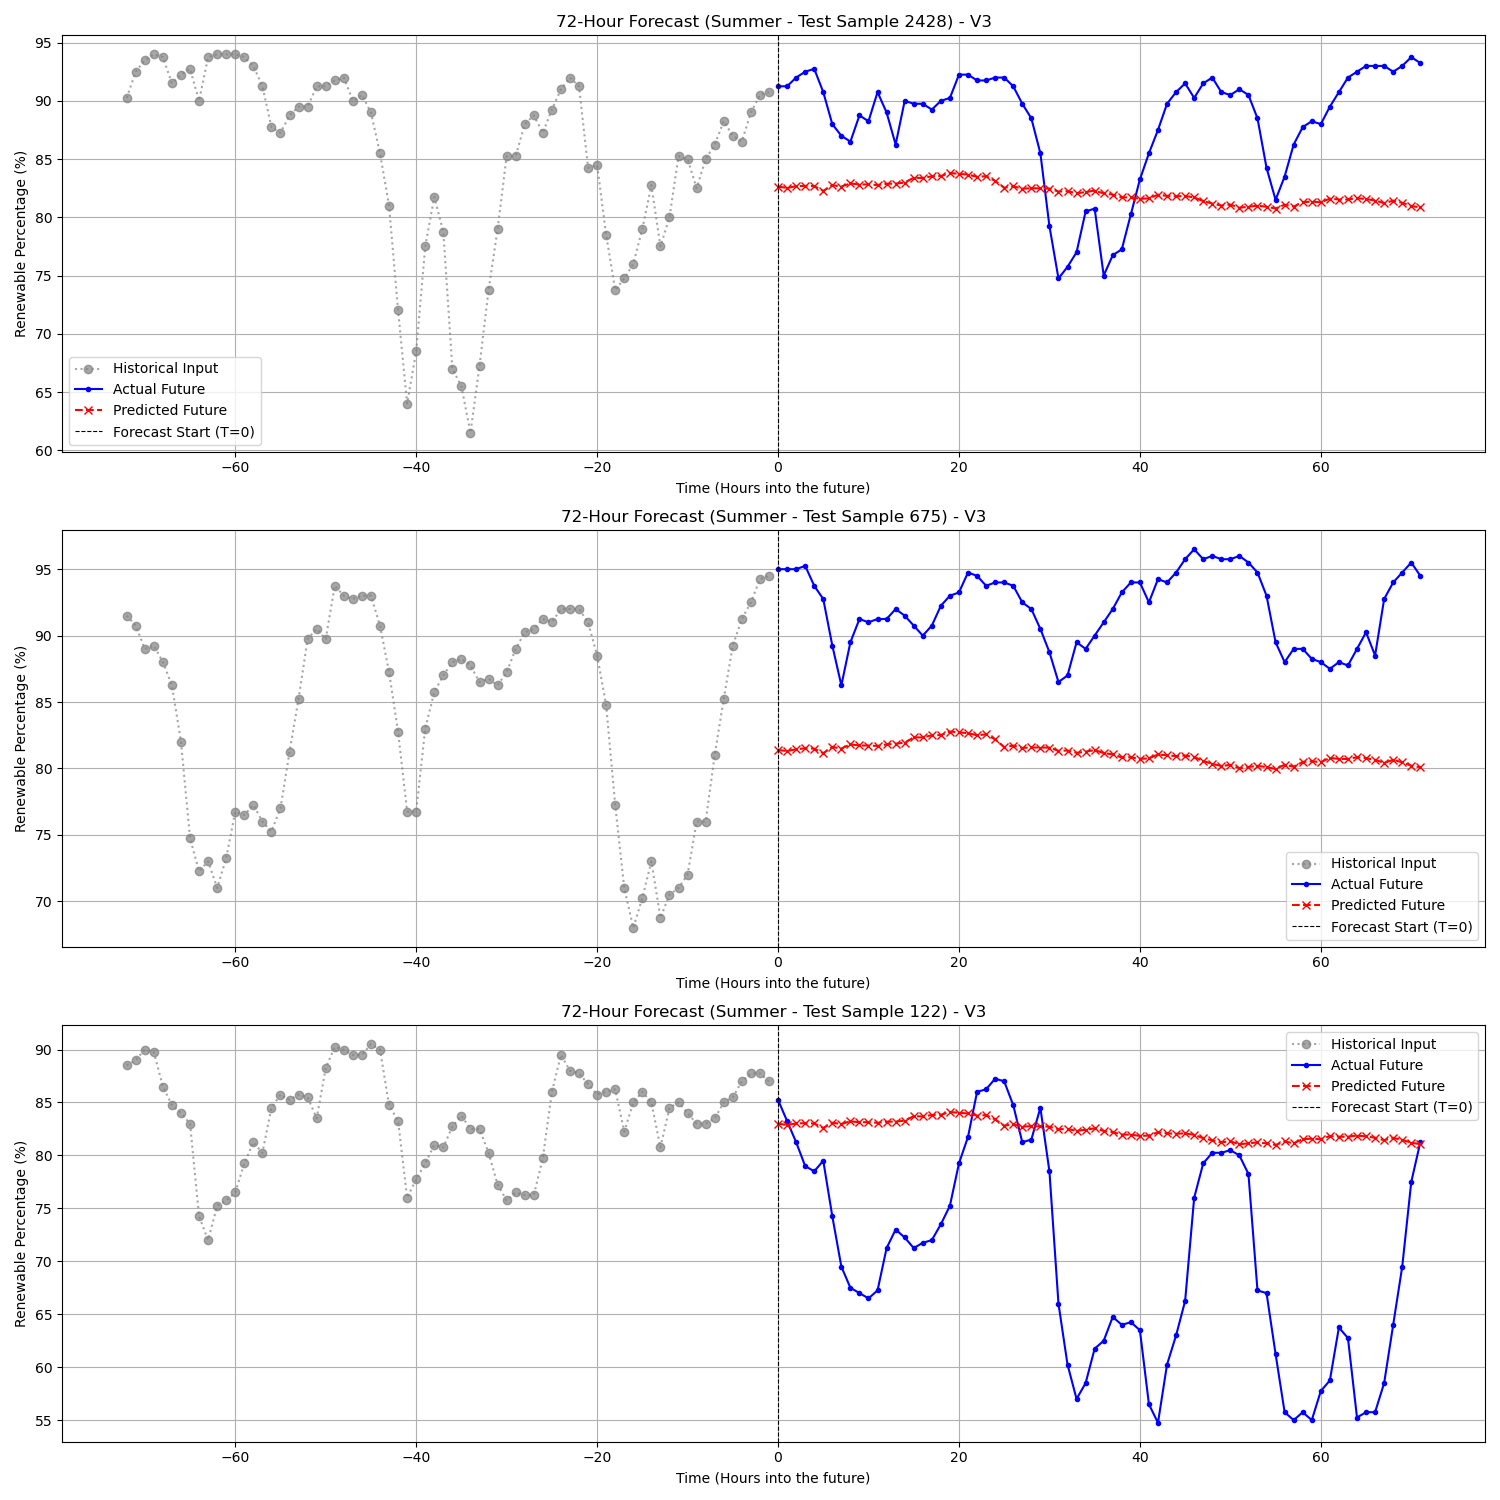 72-Hour Forecast (Summer - Test Sample 2428) - V3
Renewable Percentage (%)
95
90
85
80
75
70
65
60
Historical Input
Actual Future
Predicted Future
Forecast Start (T=0)
−60 −40 −20 0 20 40 60
Time (Hours into the future)
72-Hour Forecast (Summer - Test Sample 675) - V3
Renewable Percentage (%)
95
90
85
80
75
70
Historical Input
Actual Future
Predicted Future
Forecast Start (T=0)
−60 −40 −20 0 20 40 60
Time (Hours into the future)
72-Hour Forecast (Summer - Test Sample 122) - V3
Renewable Percentage (%)
90
85
80
75
70
65
60
55
Historical Input
Actual Future
Predicted Future
Forecast Start (T=0)
−60 −40 −20 0 20 40 60
Time (Hours into the future)